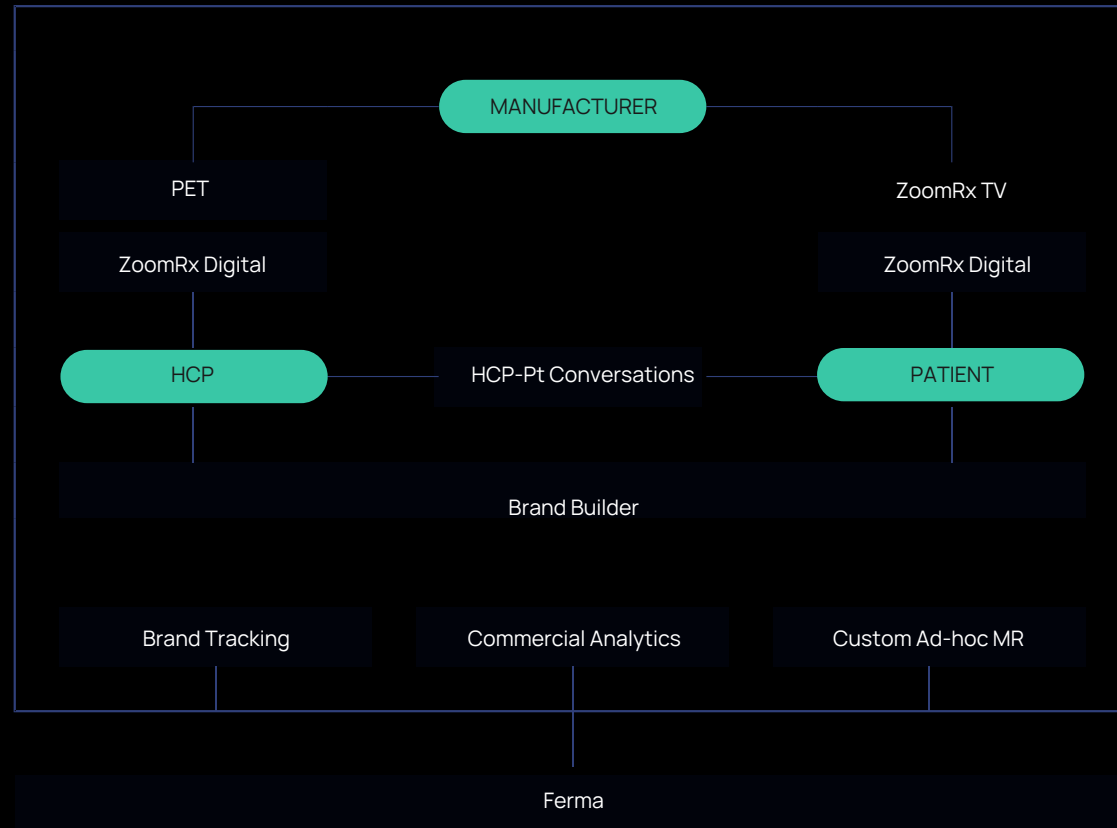 MANUFACTURER
PET
ZoomRx TV
ZoomRx Digital
ZoomRx Digital
HCP
HCP-Pt Conversations
PATIENT
Brand Builder
Brand Tracking
Commercial Analytics
Custom Ad-hoc MR
Ferma